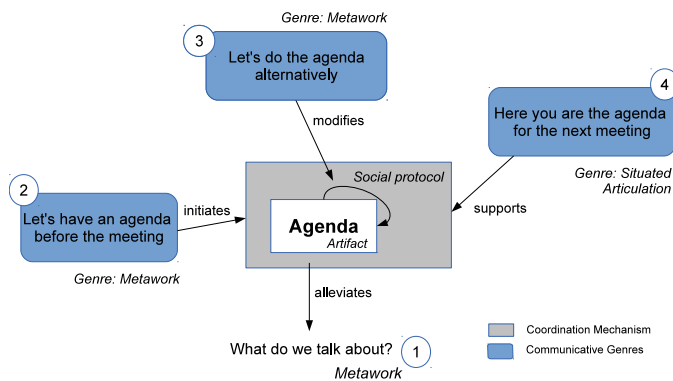 Genre: Metawork
3
Let's do the agenda
alternatively
4
Here you are the agenda
for the next meeting
modifies
Genre: Situated
Articulation
2
Let's have an agenda
before the meeting
initiates
Social protocol
Agenda
Artifact
supports
Genre: Metawork
alleviates
What do we talk about?
1
Metawork
Coordination Mechanism
Communicative Genres